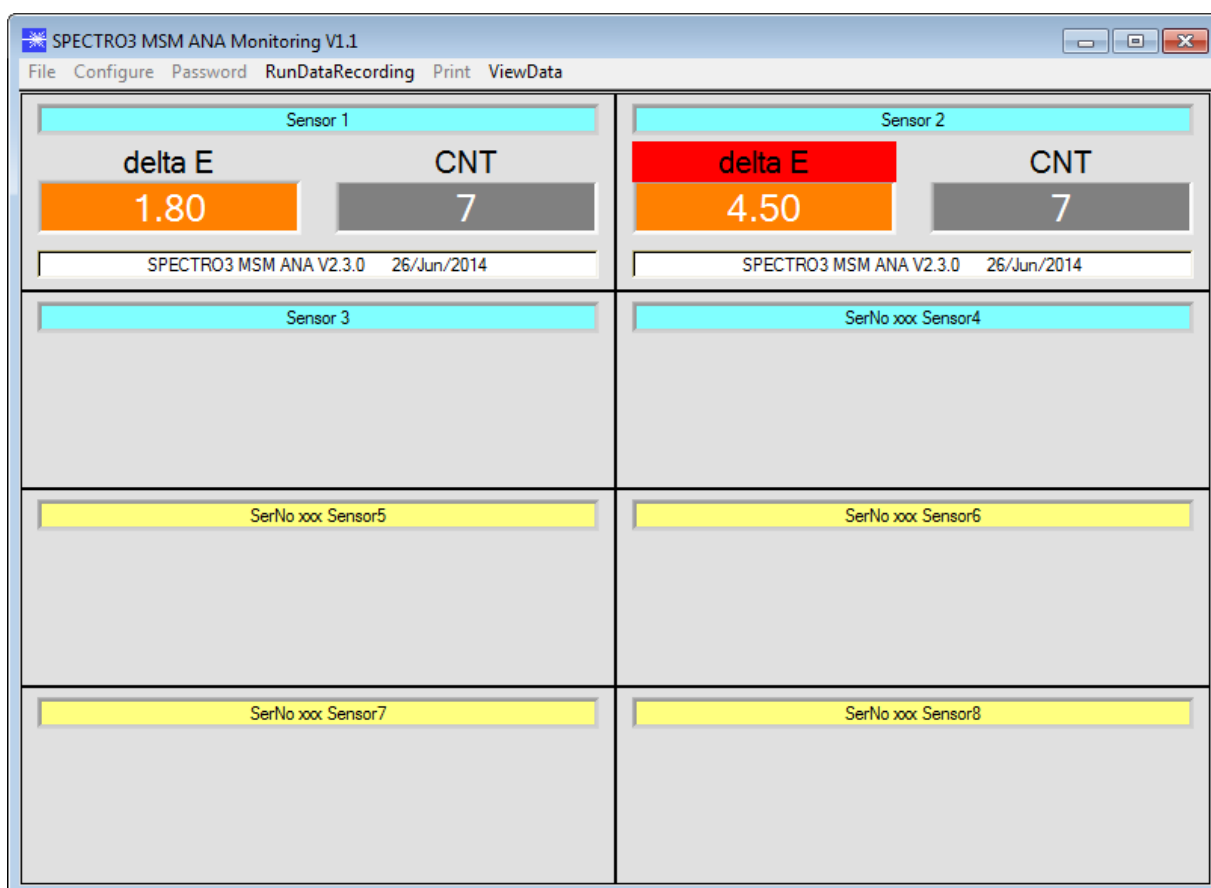 SPECTRO3 MSM ANA Monitoring V1.1
File Configure Password RunDataRecording Print ViewData
Sensor 1
delta E CNT
1.80 7
SPECTRO3 MSM ANA V2.3.0 26/Jun/2014
Sensor 2
delta E CNT
4.50 7
SPECTRO3 MSM ANA V2.3.0 26/Jun/2014
Sensor 3
SerNo xxx Sensor4
SerNo xxx Sensor5
SerNo xxx Sensor6
SerNo xxx Sensor7
SerNo xxx Sensor8